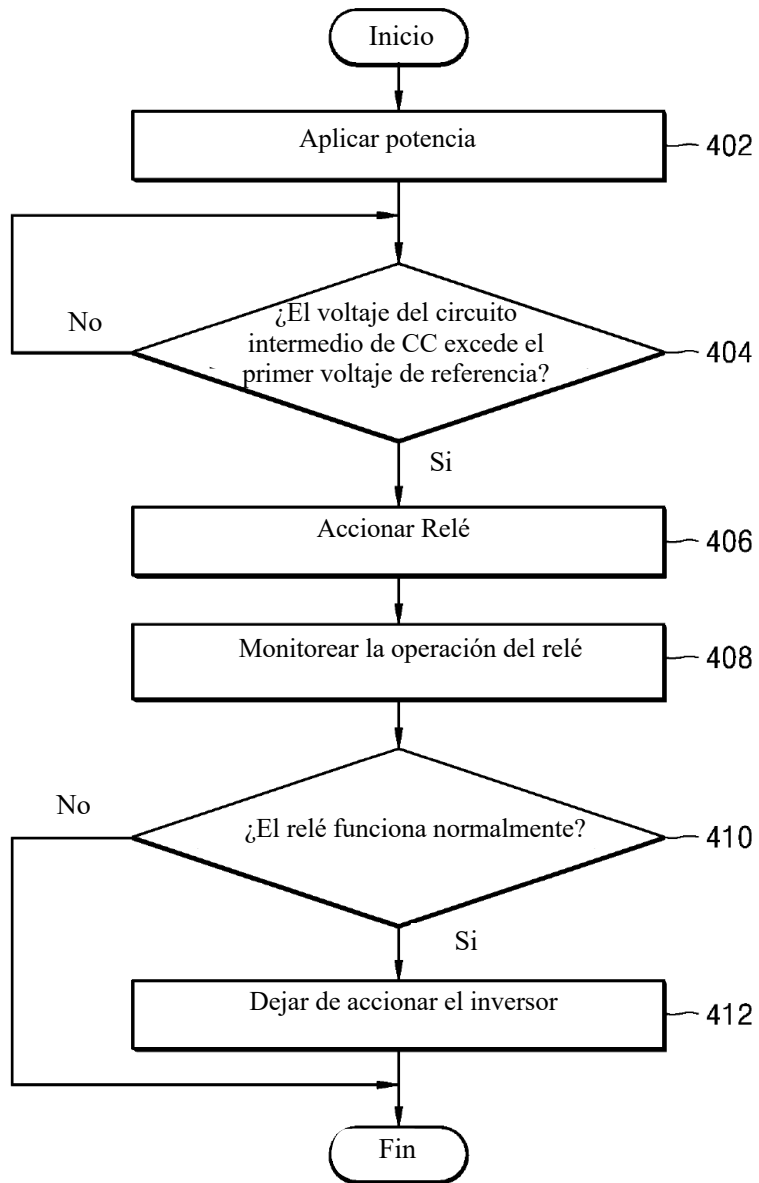 Inicio
Aplicar potencia
402
No
¿El voltaje del circuito
intermedio de CC excede el
primer voltaje de referencia?
404
Si
Accionar Relé
406
Monitorear la operación del relé
408
No
¿El relé funciona normalmente?
410
Si
Dejar de accionar el inversor
412
Fin